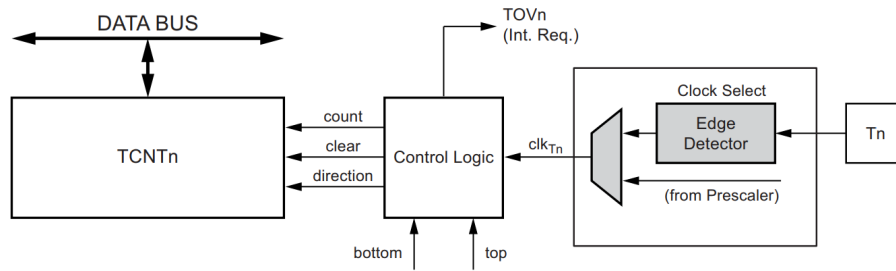 DATA BUS
TOVn
(Int. Req.)
Clock Select
count
TCNTn
clear
direction
Control Logic
clkTn
Edge
Detector
Tn
(from Prescaler)
bottom
top